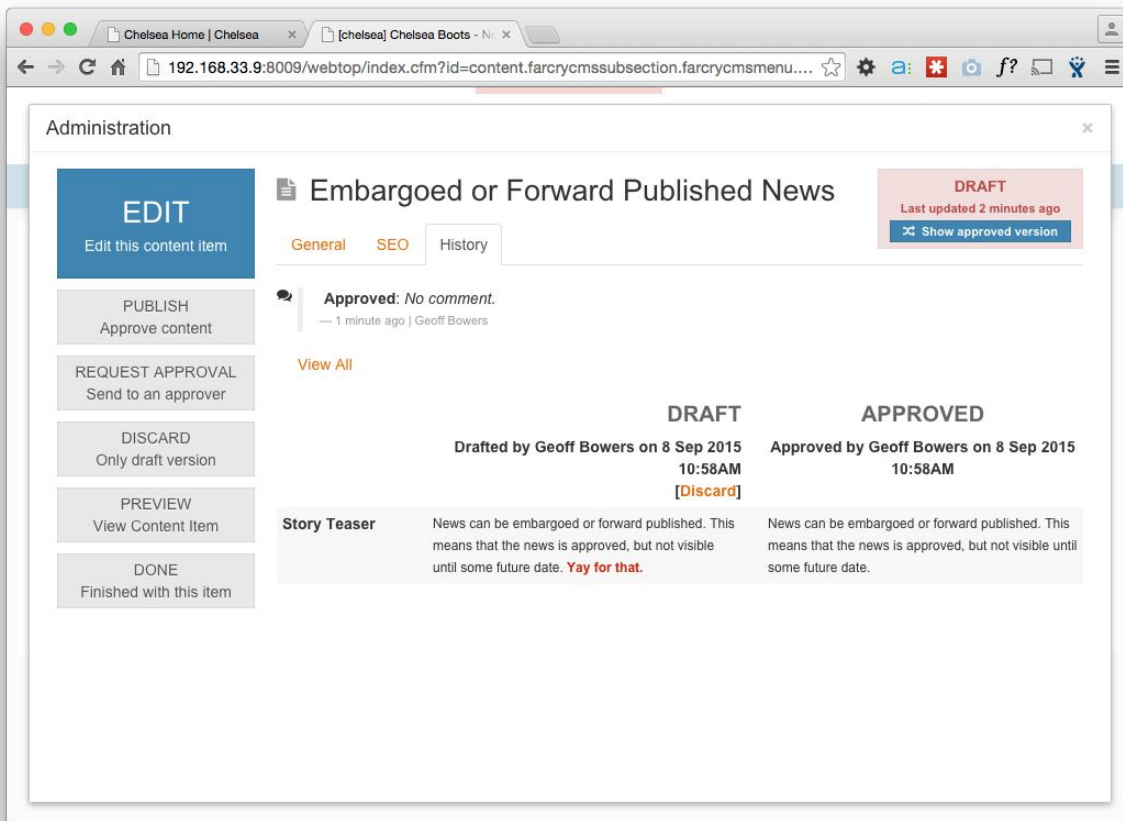 Chelsea Home | Chelsea
[chelsea] Chelsea Boots - Ne
192.168.33.9:8009/webtop/index.cfm?id=content.farcrycmssubsection.farcrycmsmenu....
a:
f?
Administration
EDIT
Edit this content item
PUBLISH
Approve content
REQUEST APPROVAL
Send to an approver
DISCARD
Only draft version
PREVIEW
View Content Item
DONE
Finished with this item
Embargoed or Forward Published News
DRAFT
Last updated 2 minutes ago
Show approved version
General SEO History
Approved: No comment.
— 1 minute ago | Geoff Bowers
View All
DRAFT
Drafted by Geoff Bowers on 8 Sep 2015
10:58AM
[Discard]
APPROVED
Approved by Geoff Bowers on 8 Sep 2015
10:58AM
Story Teaser
News can be embargoed or forward published. This
means that the news is approved, but not visible
until some future date. Yay for that.
News can be embargoed or forward published. This
means that the news is approved, but not visible until
some future date.